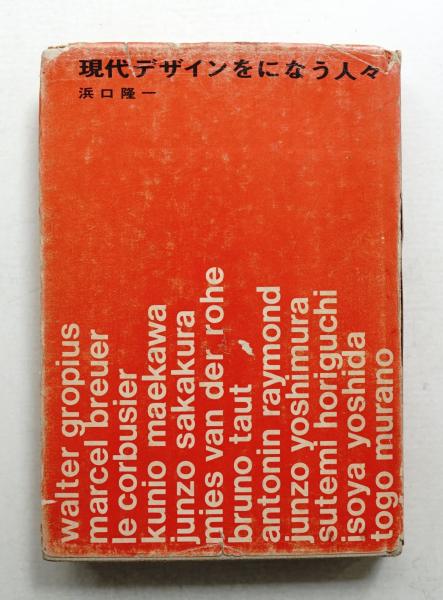 現代デザインをになう人々
浜口隆一
walter gropius
marcel breuer
le corbusier
kunio maekawa
junzo sakakura
mies van der rohe
bruno taut
antonin raymond
junzo yoshimura
sutemi horiguchi
isoya yoshida
togo murano